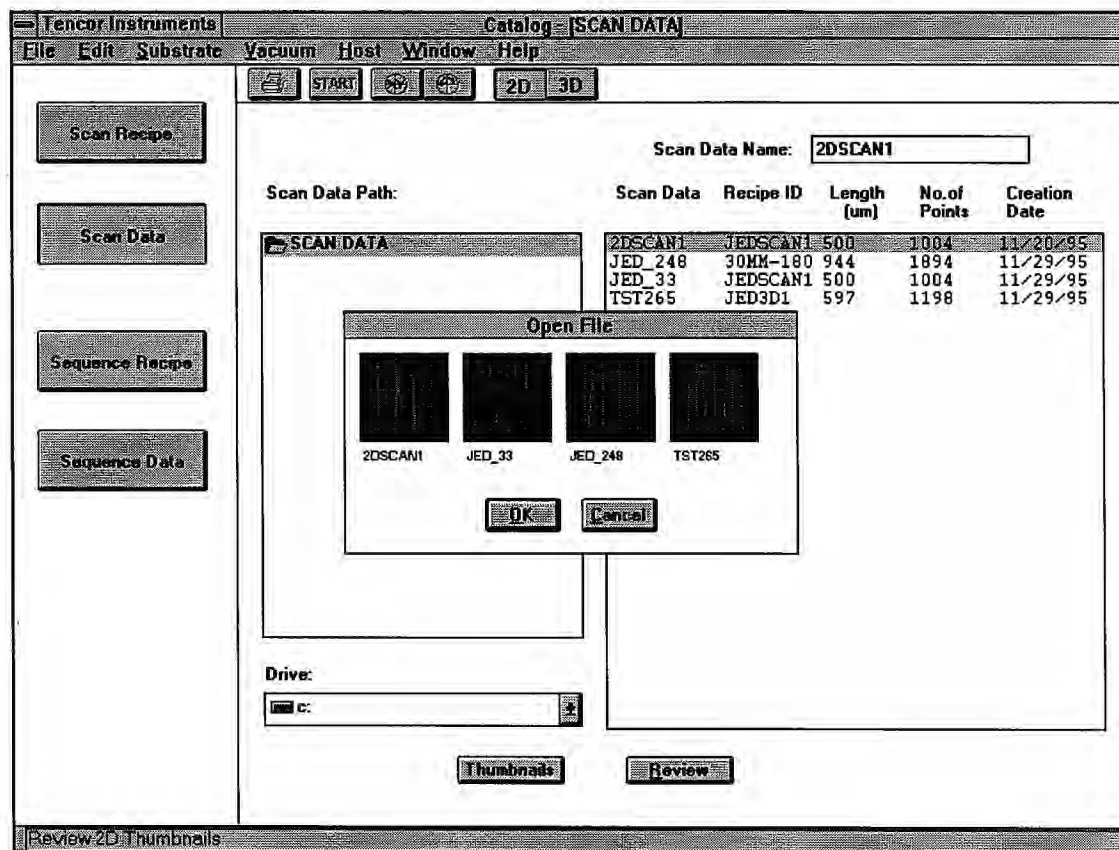 Tencor Instruments Catalog - [SCAN DATA]
File Edit Substrate Vacuum Host Window Help
START 2D 3D
Scan Recipe
Scan Data
Sequence Recipe
Sequence Data
Scan Data Name: 2DSCAN1
Scan Data Path:
SCAN DATA
Scan Data Recipe ID Length (um) No.of Points Creation Date
2DSCAN1 JEDSCAN1 500 1004 11/20/95
JED_248 30MM-180 944 1894 11/29/95
JED_33 JEDSCAN1 500 1004 11/29/95
TST265 JED3D1 597 1198 11/29/95
Open File
2DSCAN1 JED_33 JED_248 TST265
OK Cancel
Drive:
c:
Thumbnails Review
Review 2D Thumbnails